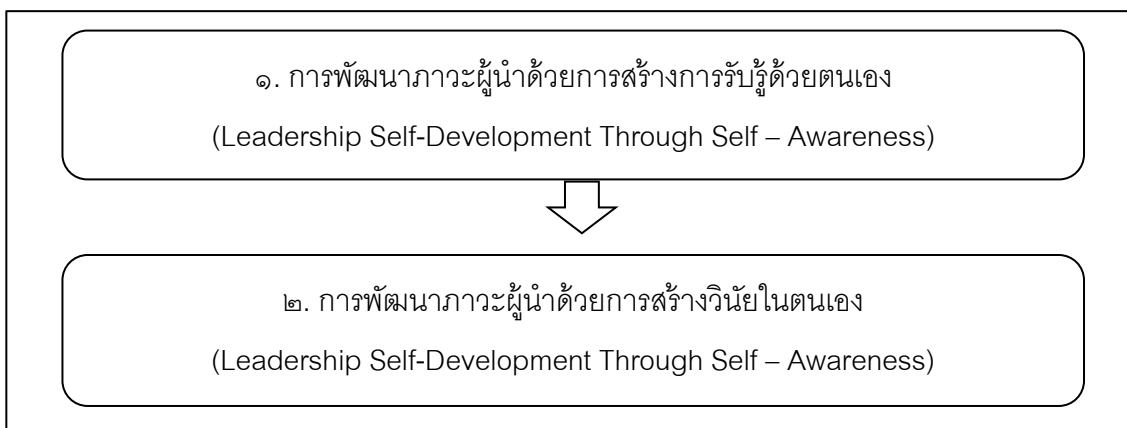 ๑. การพัฒนาภาวะผู้นำด้วยการสร้างการรับรู้ด้วยตนเอง
(Leadership Self-Development Through Self – Awareness)
๒. การพัฒนาภาวะผู้นำด้วยการสร้างวินัยในตนเอง
(Leadership Self-Development Through Self – Awareness)